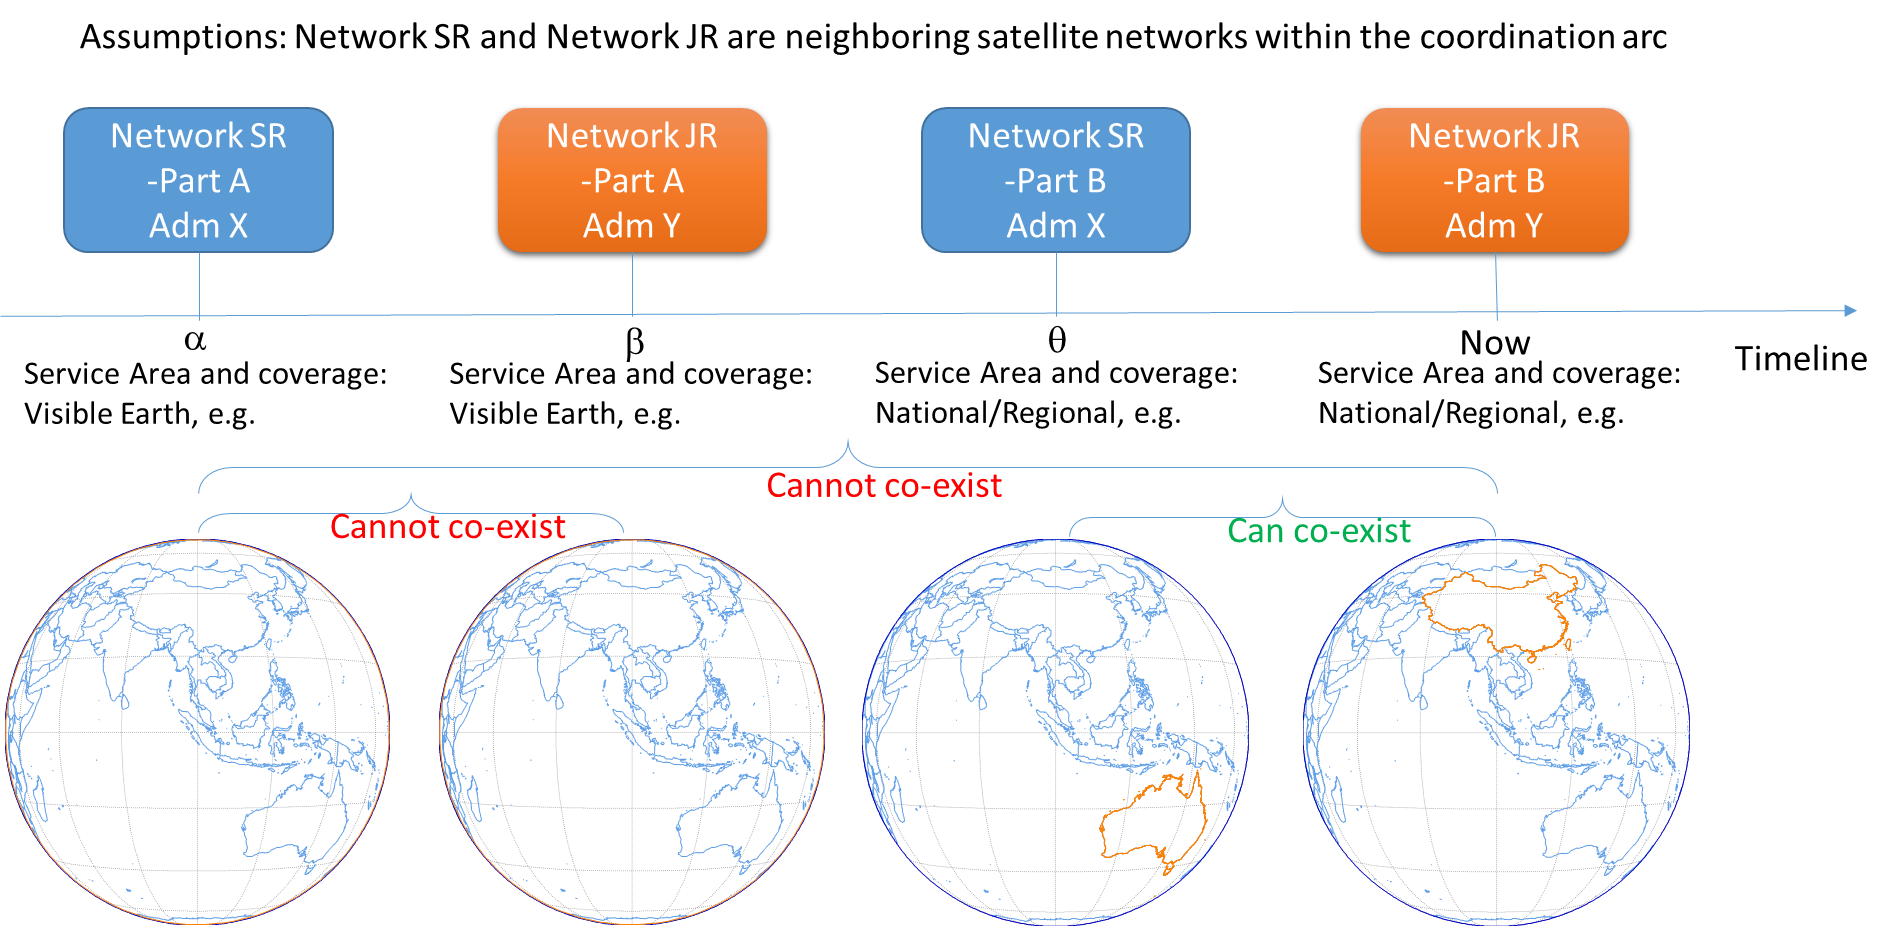 Assumptions: Network SR and Network JR are neighboring satellite networks within the coordination arc
Network SR
-Part A
Adm X
Network JR
-Part A
Adm Y
Network SR
-Part B
Adm X
Network JR
-Part B
Adm Y
α
Service Area and coverage:
Visible Earth, e.g.
β
Service Area and coverage:
Visible Earth, e.g.
θ
Service Area and coverage:
National/Regional, e.g.
Now
Service Area and coverage:
National/Regional, e.g.
Timeline
Cannot co-exist
Cannot co-exist
Can co-exist